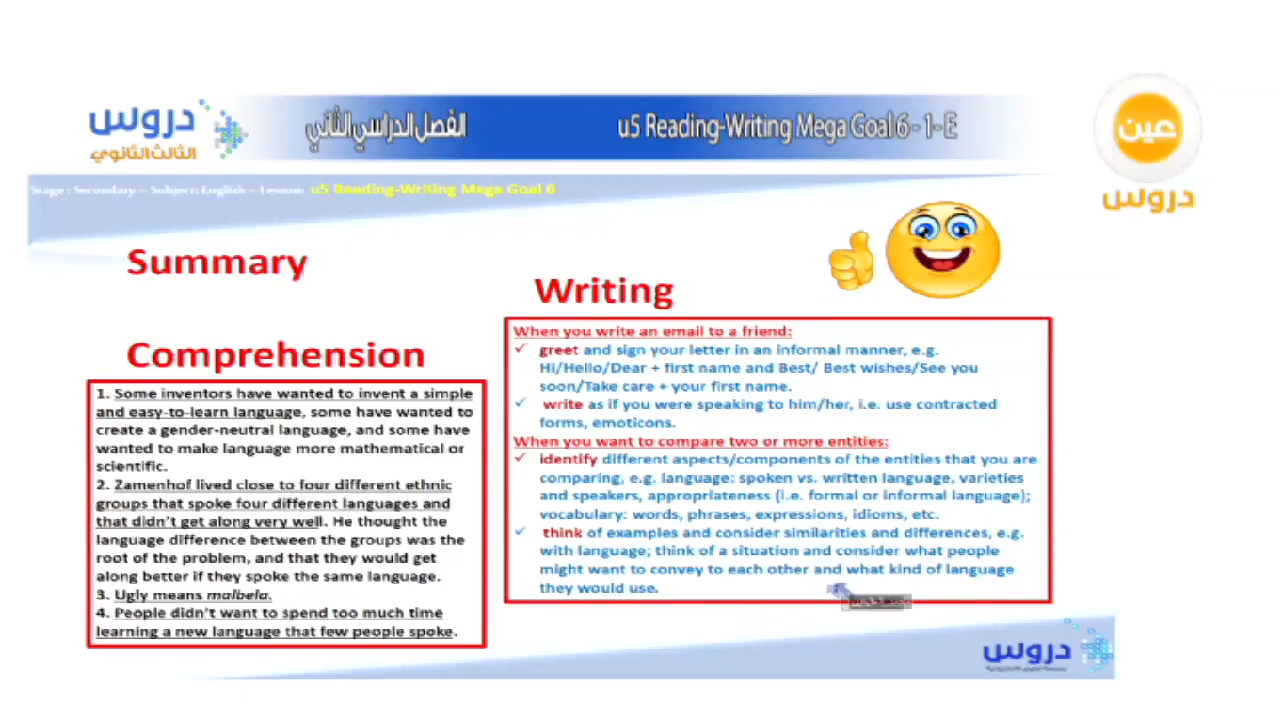 دروس
الثالث الثانوي
الفصل الدراسي الثاني
u5 Reading-Writing Mega Goal 6 - 1 - E
عين
دروس
Stage : Secondary – Subject: English – Lesson: u5 Reading-Writing Mega Goal 6
Summary
Comprehension
1. Some inventors have wanted to invent a simple
and easy-to-learn language, some have wanted to
create a gender-neutral language, and some have
wanted to make language more mathematical or
scientific.
2. Zamenhof lived close to four different ethnic
groups that spoke four different languages and
that didn't get along very well. He thought the
language difference between the groups was the
root of the problem, and that they would get
along better if they spoke the same language.
3. Ugly means malbela.
4. People didn't want to spend too much time
learning a new language that few people spoke.
Writing
When you write an email to a friend:
✓ greet and sign your letter in an informal manner, e.g.
Hi/Hello/Dear + first name and Best/ Best wishes/See you
soon/Take care + your first name.
✓ write as if you were speaking to him/her, i.e. use contracted
forms, emoticons.
When you want to compare two or more entities:
✓ identify different aspects/components of the entities that you are
comparing, e.g. language: spoken vs. written language, varieties
and speakers, appropriateness (i.e. formal or informal language);
vocabulary: words, phrases, expressions, idioms, etc.
✓ think of examples and consider similarities and differences, e.g.
with language; think of a situation and consider what people
might want to convey to each other and what kind of language
they would use.
دروس